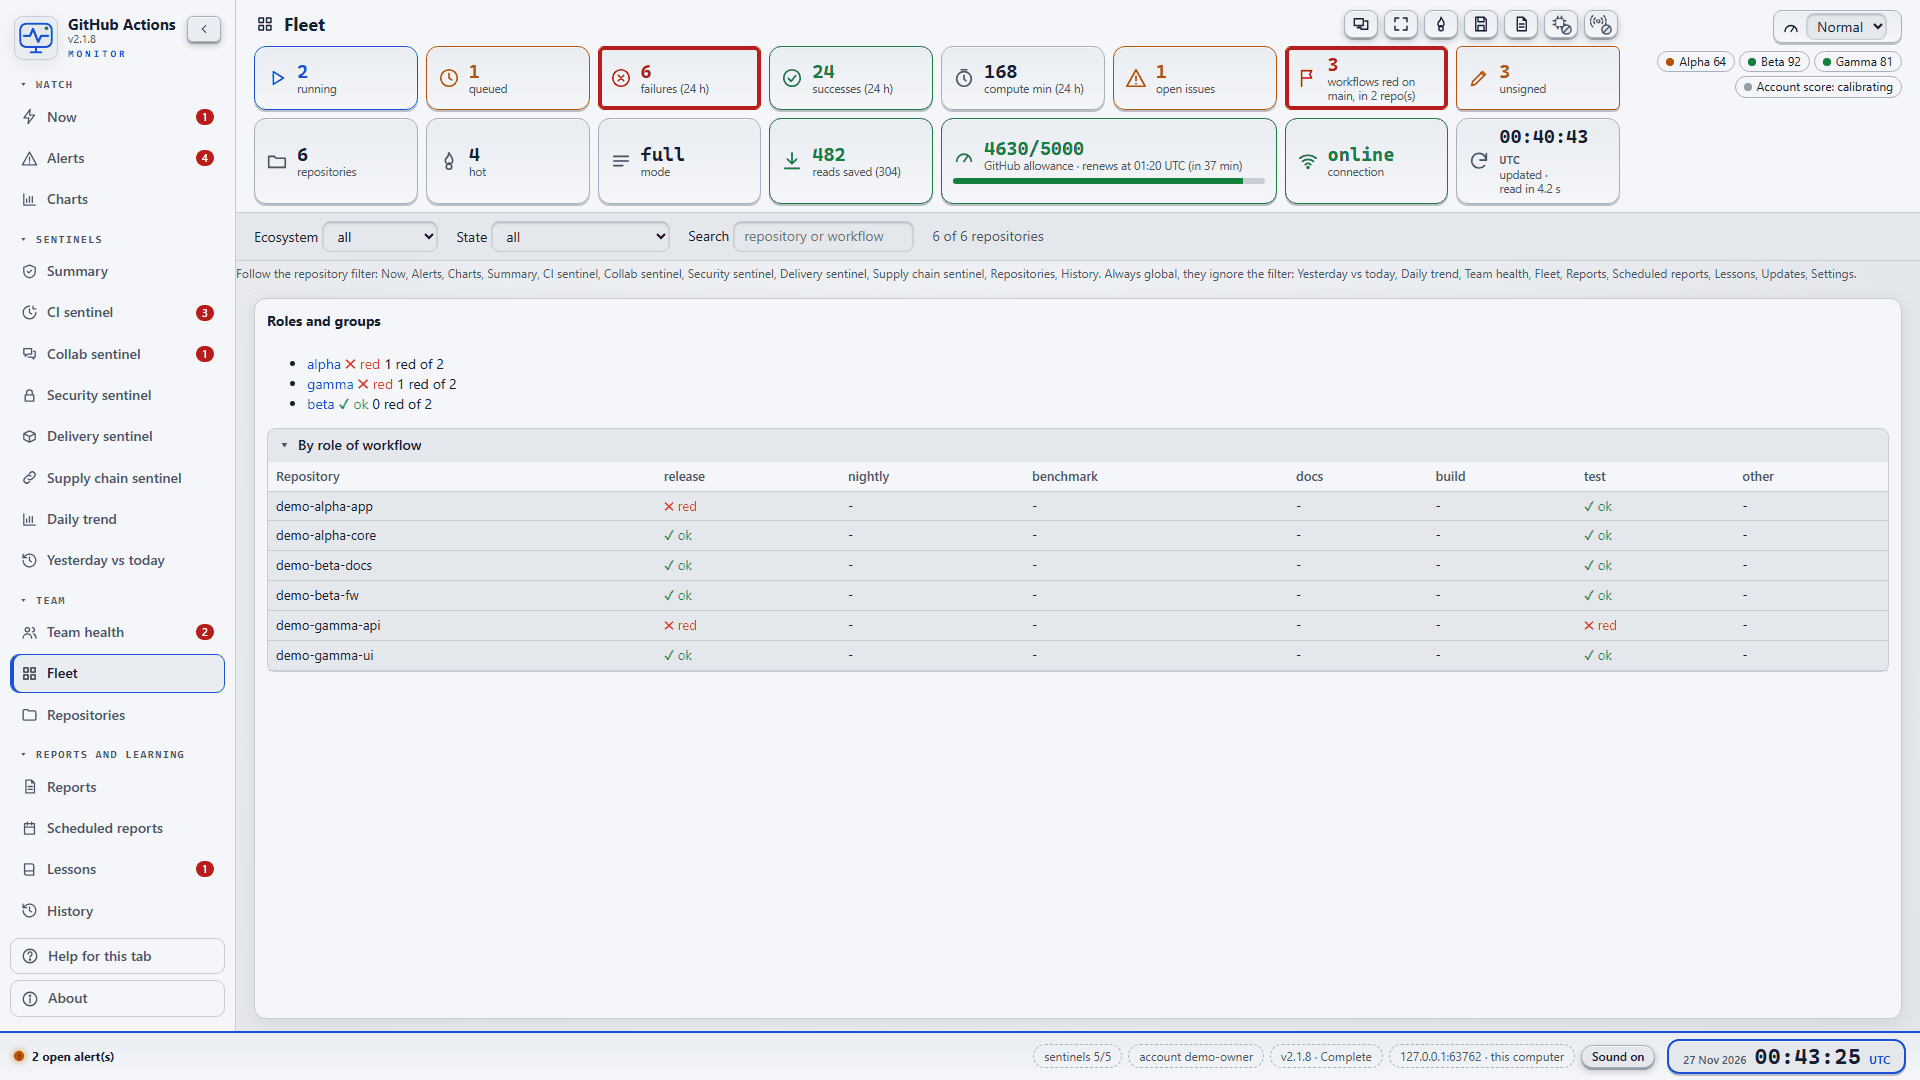 GitHub Actions
v2.1.8
MONITOR
WATCH
Now 1
Alerts 4
Charts
SENTINELS
Summary
CI sentinel 3
Collab sentinel 1
Security sentinel
Delivery sentinel
Supply chain sentinel
Daily trend
Yesterday vs today
TEAM
Team health 2
Fleet
Repositories
REPORTS AND LEARNING
Reports
Scheduled reports
Lessons 1
History
Help for this tab
About
Fleet
Normal
2
running
1
queued
6
failures (24 h)
24
successes (24 h)
168
compute min (24 h)
1
open issues
3
workflows red on
main, in 2 repo(s)
3
unsigned
Alpha 64 Beta 92 Gamma 81
Account score: calibrating
6
repositories
4
hot
full
mode
482
reads saved (304)
4630/5000
GitHub allowance · renews at 01:20 UTC (in 37 min)
online
connection
00:40:43
UTC
updated ·
read in 4.2 s
Ecosystem all State all Search repository or workflow 6 of 6 repositories
Follow the repository filter: Now, Alerts, Charts, Summary, CI sentinel, Collab sentinel, Security sentinel, Delivery sentinel, Supply chain sentinel, Repositories, History. Always global, they ignore the filter: Yesterday vs today, Daily trend, Team health, Fleet, Reports, Scheduled reports, Lessons, Updates, Settings.
Roles and groups
alpha ✕ red 1 red of 2
gamma ✕ red 1 red of 2
beta ✓ ok 0 red of 2
By role of workflow
Repository release nightly benchmark docs build test other
demo-alpha-app ✕ red - - - - ✓ ok -
demo-alpha-core ✓ ok - - - - ✓ ok -
demo-beta-docs ✓ ok - - - - ✓ ok -
demo-beta-fw ✓ ok - - - - ✓ ok -
demo-gamma-api ✕ red - - - - ✕ red -
demo-gamma-ui ✓ ok - - - - ✓ ok -
2 open alert(s)
sentinels 5/5
account demo-owner
v2.1.8 · Complete
127.0.0.1:63762 · this computer
Sound on
27 Nov 2026 00:43:25 UTC